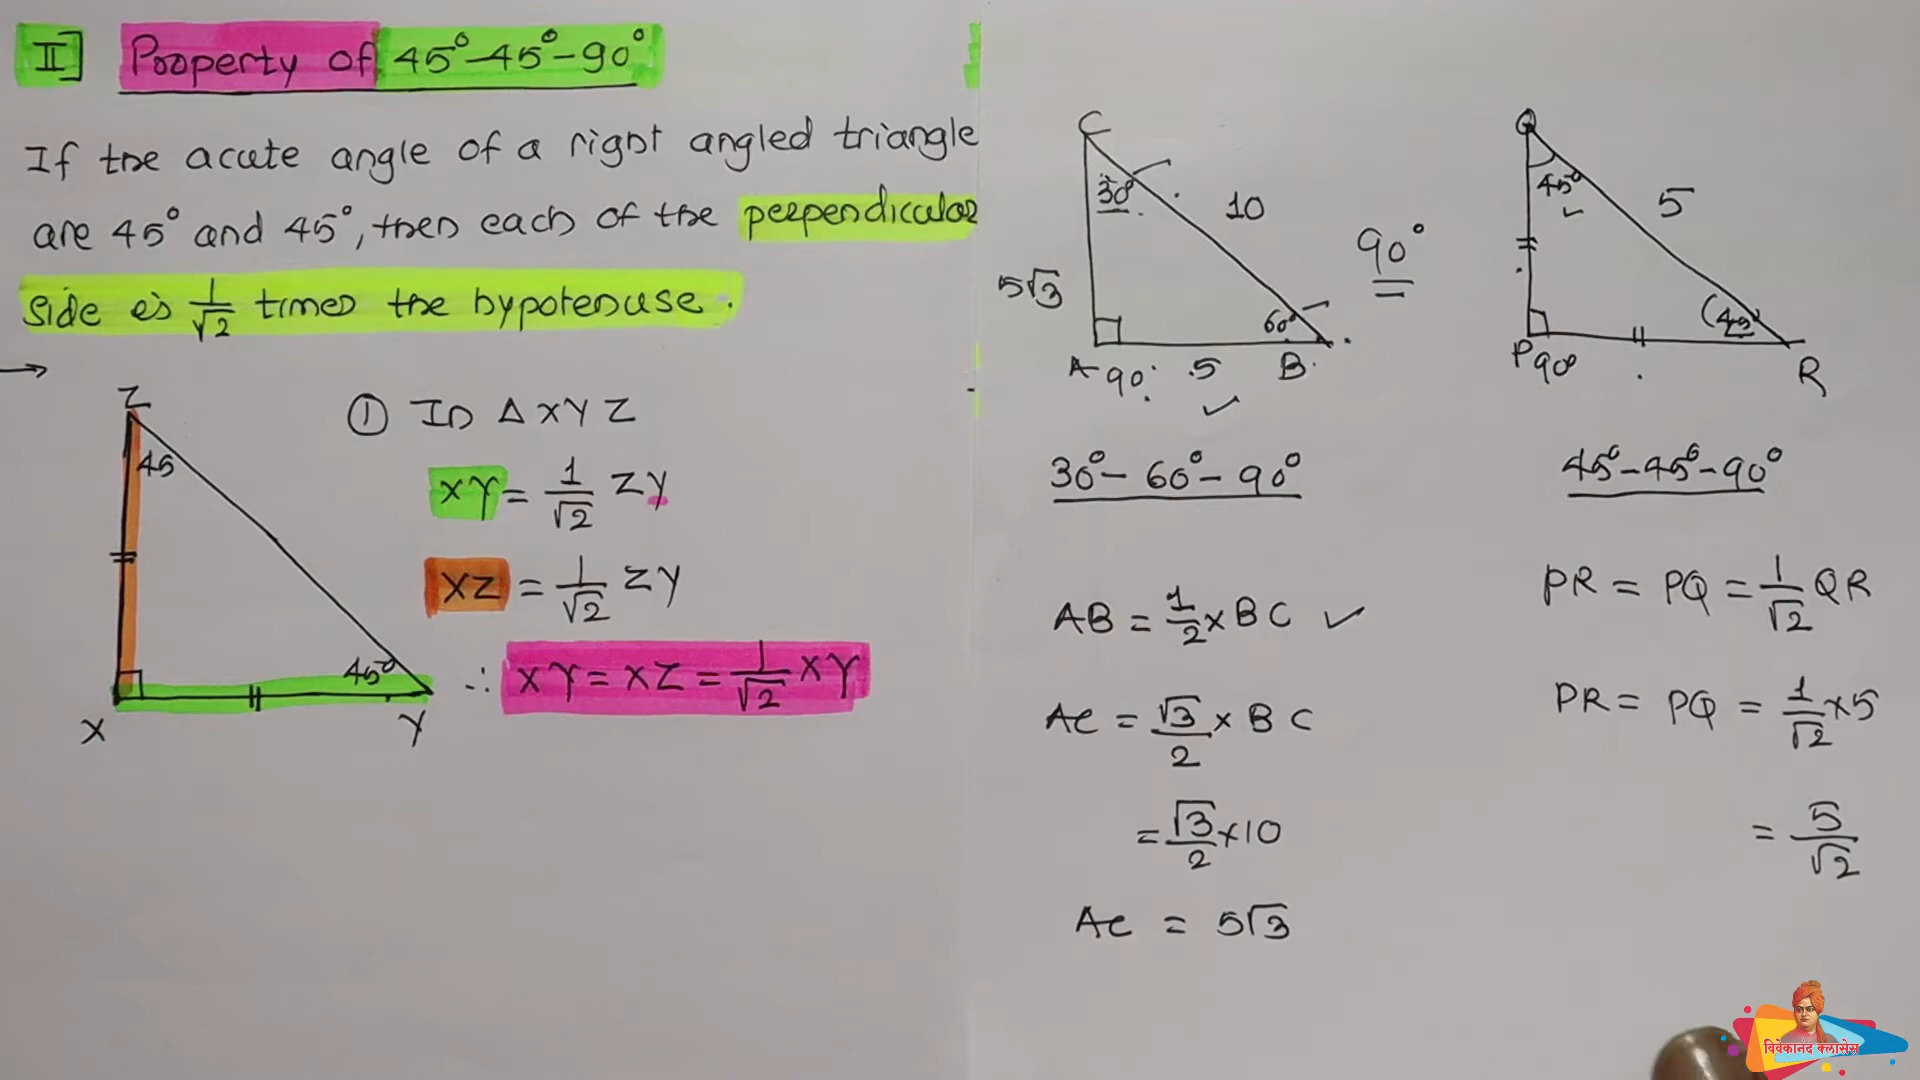 II] Property of 45°-45°-90°
If the acute angle of a right angled triangle
are 45° and 45°, then each of the perpendicular
side is 1/√2 times the hypotenuse.
→
Z
45
45°
X
Y
① In △XYZ
XY = 1/√2 ZY
XZ = 1/√2 ZY
∴ XY = XZ = 1/√2 XY
C
30°
10
5√3
60°
90°
A 90° 5 B
30°-60°-90°
AB = 1/2 × BC ✓
AC = √3/2 × BC
= √3/2 × 10
AC = 5√3
Q
45°
5
45°
P 90°
R
45°-45°-90°
PR = PQ = 1/√2 QR
PR = PQ = 1/√2 × 5
= 5/√2
विवेकानंद क्लासेस